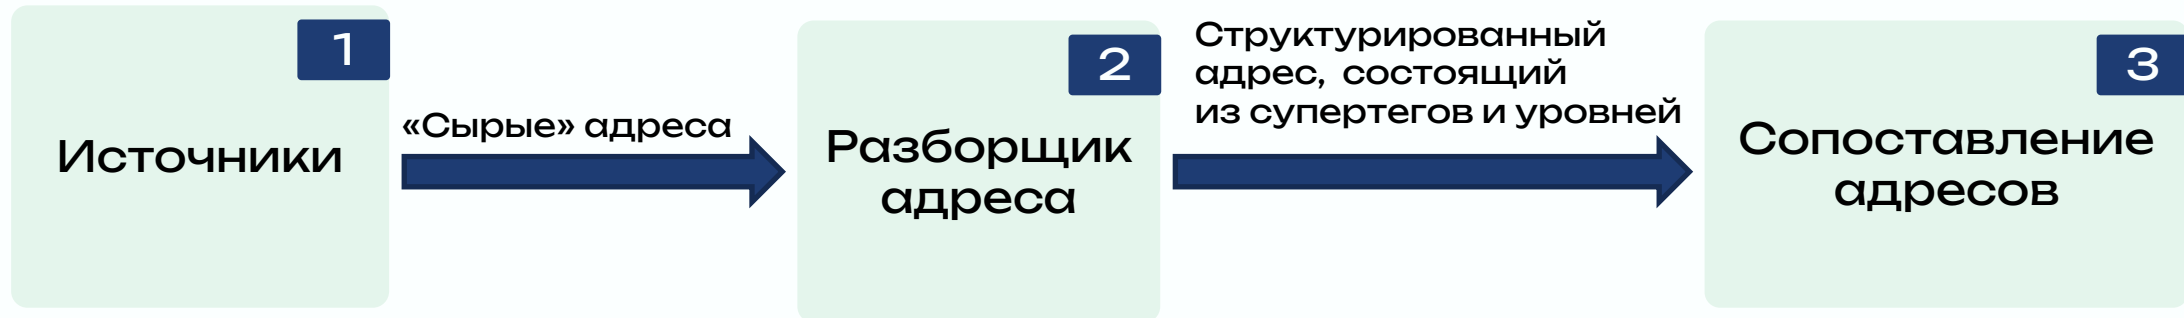 1
Источники
«Сырые» адреса
2
Разборщик
адреса
Структурированный
адрес, состоящий
из супертегов и уровней
3
Сопоставление
адресов